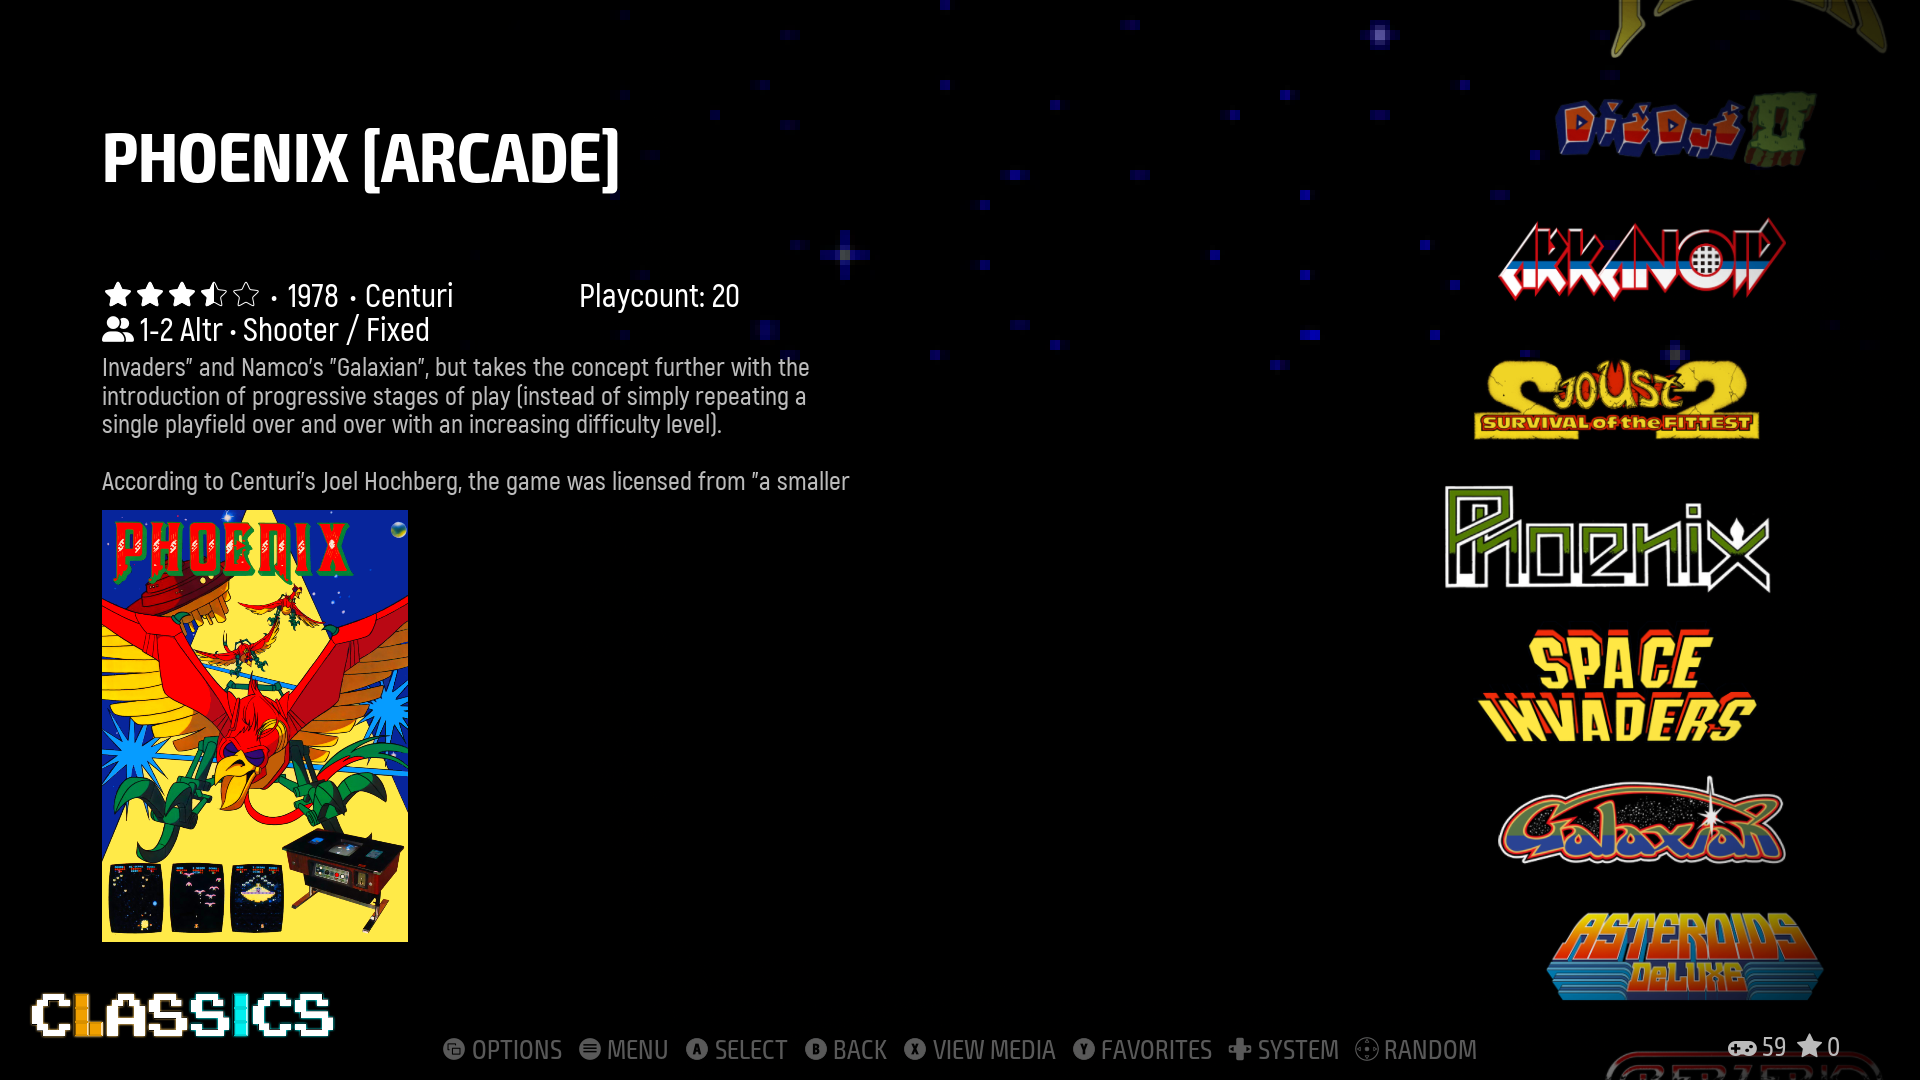 PHOENIX [ARCADE]
· 1978 · Centuri
Playcount: 20
1-2 Altr · Shooter / Fixed
Invaders" and Namco's "Galaxian", but takes the concept further with the
introduction of progressive stages of play (instead of simply repeating a
single playfield over and over with an increasing difficulty level).
According to Centuri's Joel Hochberg, the game was licensed from "a smaller
PHOENIX
DiG DuG II
ARKANOID
JOUST 2
SURVIVAL of the FITTEST
Phoenix
SPACE
INVADERS
Galaxian
ASTEROIDS
DeLUXE
CLASSICS
OPTIONS
MENU
A SELECT
B BACK
X VIEW MEDIA
Y FAVORITES
SYSTEM
RANDOM
59
0